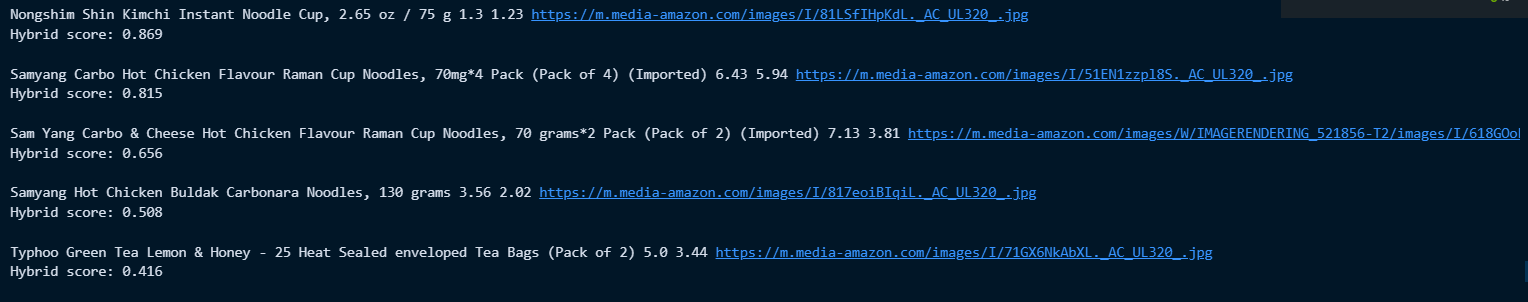 Nongshim Shin Kimchi Instant Noodle Cup, 2.65 oz / 75 g 1.3 1.23 https://m.media-amazon.com/images/I/81LSfIHpKdL._AC_UL320_.jpg
Hybrid score: 0.869
Samyang Carbo Hot Chicken Flavour Raman Cup Noodles, 70mg*4 Pack (Pack of 4) (Imported) 6.43 5.94 https://m.media-amazon.com/images/I/51EN1zzpl8S._AC_UL320_.jpg
Hybrid score: 0.815
Sam Yang Carbo & Cheese Hot Chicken Flavour Raman Cup Noodles, 70 grams*2 Pack (Pack of 2) (Imported) 7.13 3.81 https://m.media-amazon.com/images/W/IMAGERENDERING_521856-T2/images/I/618GOo
Hybrid score: 0.656
Samyang Hot Chicken Buldak Carbonara Noodles, 130 grams 3.56 2.02 https://m.media-amazon.com/images/I/817eoiBIqiL._AC_UL320_.jpg
Hybrid score: 0.508
Typhoo Green Tea Lemon & Honey - 25 Heat Sealed enveloped Tea Bags (Pack of 2) 5.0 3.44 https://m.media-amazon.com/images/I/71GX6NkAbXL._AC_UL320_.jpg
Hybrid score: 0.416